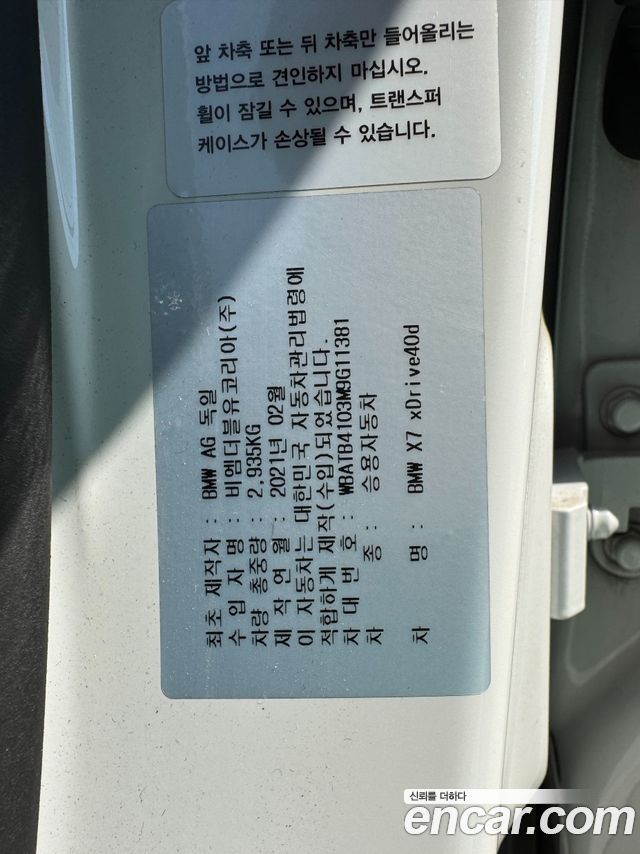 앞 차축 또는 뒤 차축만 들어올리는
방법으로 견인하지 마십시오.
휠이 잠길 수 있으며, 트랜스퍼
케이스가 손상될 수 있습니다.
최초 제작자 : BMW AG 독일
수 입 자 명 : 비엠더블유코리아(주)
차량 총중량 : 2,935KG
제 작 연 월 : 2021년 02월
이 자동차는 대한민국 자동차관리법령에
적합하게 제작(수입)되었습니다.
차 대 번 호 : WBATB4103M9G11381
차 종 : 승용자동차
차 명 : BMW X7 xDrive40d
신뢰를 더하다
encar.com